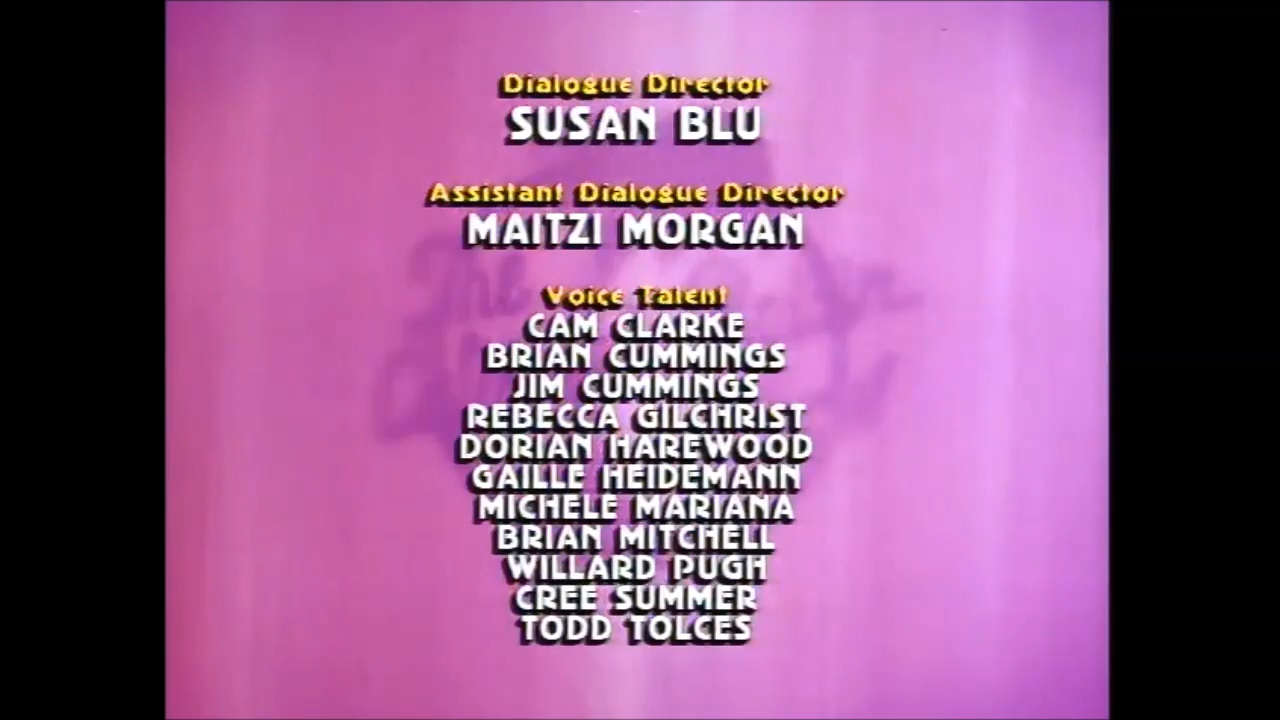 Dialogue Director
SUSAN BLU
Assistant Dialogue Director
MAITZI MORGAN
Voice Talent
CAM CLARKE
BRIAN CUMMINGS
JIM CUMMINGS
REBECCA GILCHRIST
DORIAN HAREWOOD
GAILLE HEIDEMANN
MICHELE MARIANA
BRIAN MITCHELL
WILLARD PUGH
CREE SUMMER
TODD TOLCES